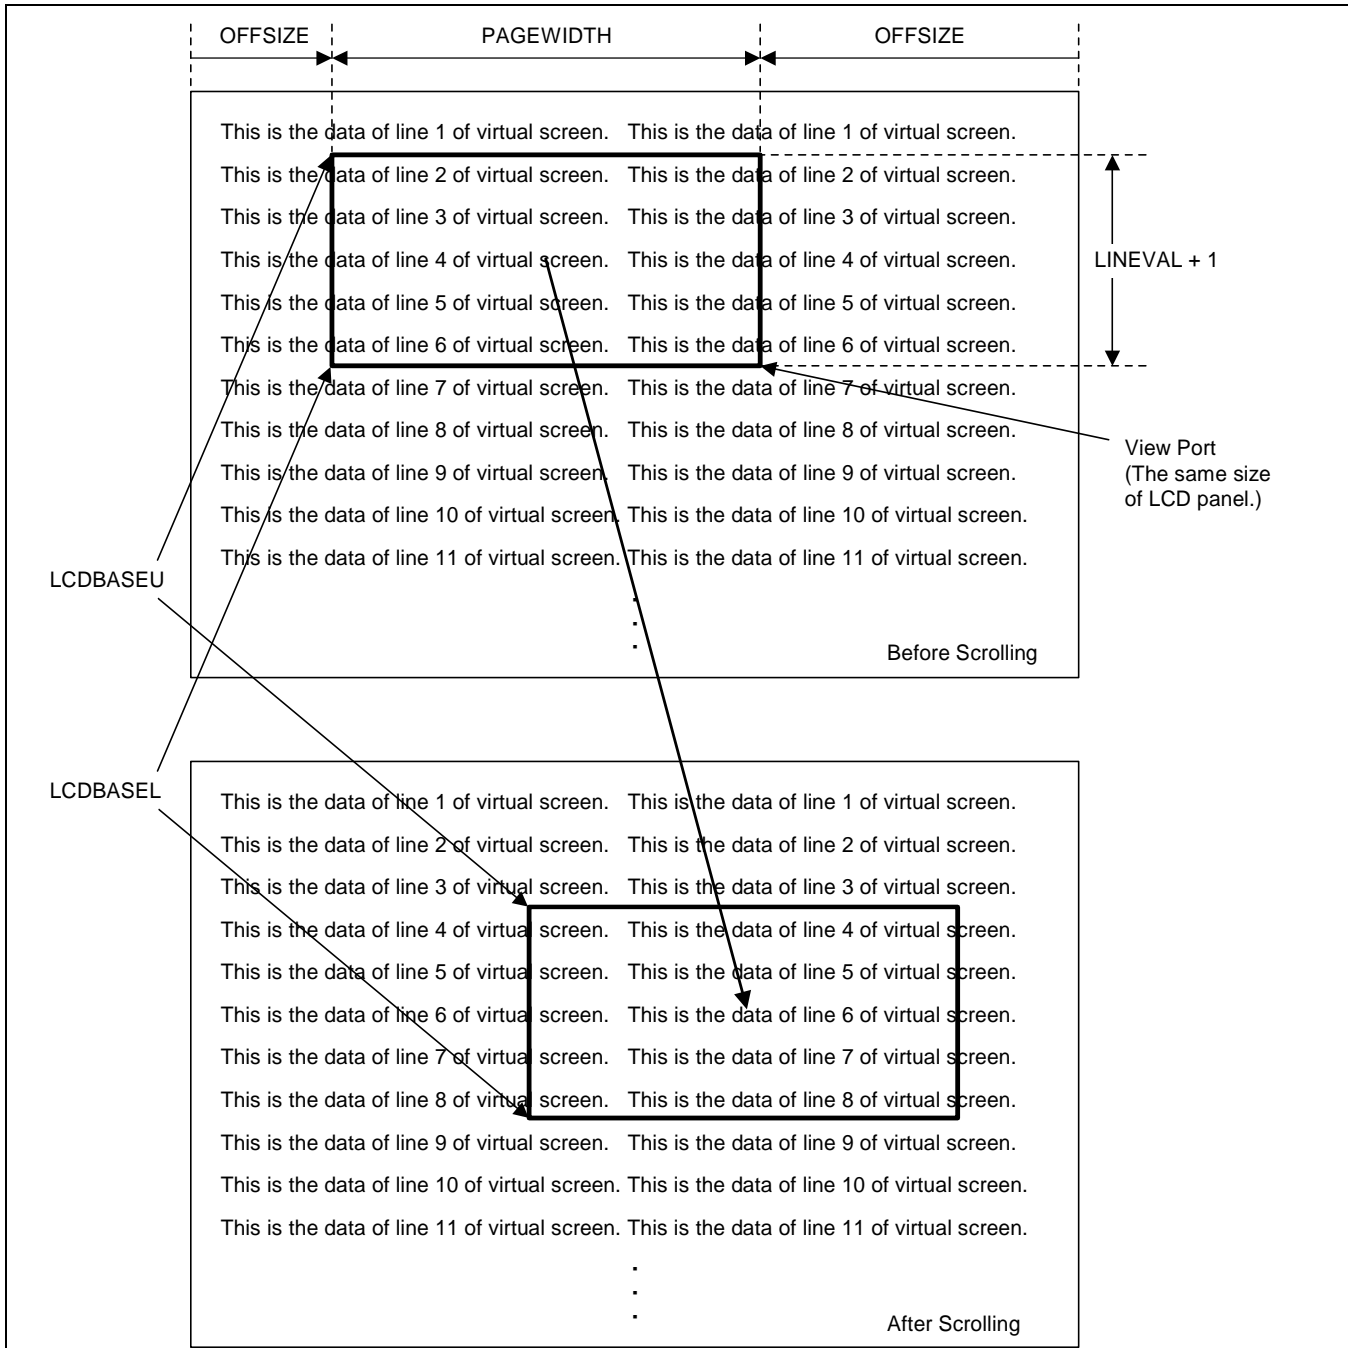 OFFSIZE PAGEWIDTH OFFSIZE
This is the data of line 1 of virtual screen. This is the data of line 1 of virtual screen.
This is the data of line 2 of virtual screen. This is the data of line 2 of virtual screen.
This is the data of line 3 of virtual screen. This is the data of line 3 of virtual screen.
This is the data of line 4 of virtual screen. This is the data of line 4 of virtual screen.
LINEVAL + 1
This is the data of line 5 of virtual screen. This is the data of line 5 of virtual screen.
This is the data of line 6 of virtual screen. This is the data of line 6 of virtual screen.
This is the data of line 7 of virtual screen. This is the data of line 7 of virtual screen.
This is the data of line 8 of virtual screen. This is the data of line 8 of virtual screen.
View Port
(The same size
of LCD panel.)
This is the data of line 9 of virtual screen. This is the data of line 9 of virtual screen.
This is the data of line 10 of virtual screen. This is the data of line 10 of virtual screen.
This is the data of line 11 of virtual screen. This is the data of line 11 of virtual screen.
LCDBASEU
.
.
.
Before Scrolling
LCDBASEL
This is the data of line 1 of virtual screen. This is the data of line 1 of virtual screen.
This is the data of line 2 of virtual screen. This is the data of line 2 of virtual screen.
This is the data of line 3 of virtual screen. This is the data of line 3 of virtual screen.
This is the data of line 4 of virtual screen. This is the data of line 4 of virtual screen.
This is the data of line 5 of virtual screen. This is the data of line 5 of virtual screen.
This is the data of line 6 of virtual screen. This is the data of line 6 of virtual screen.
This is the data of line 7 of virtual screen. This is the data of line 7 of virtual screen.
This is the data of line 8 of virtual screen. This is the data of line 8 of virtual screen.
This is the data of line 9 of virtual screen. This is the data of line 9 of virtual screen.
This is the data of line 10 of virtual screen. This is the data of line 10 of virtual screen.
This is the data of line 11 of virtual screen. This is the data of line 11 of virtual screen.
.
.
.
After Scrolling